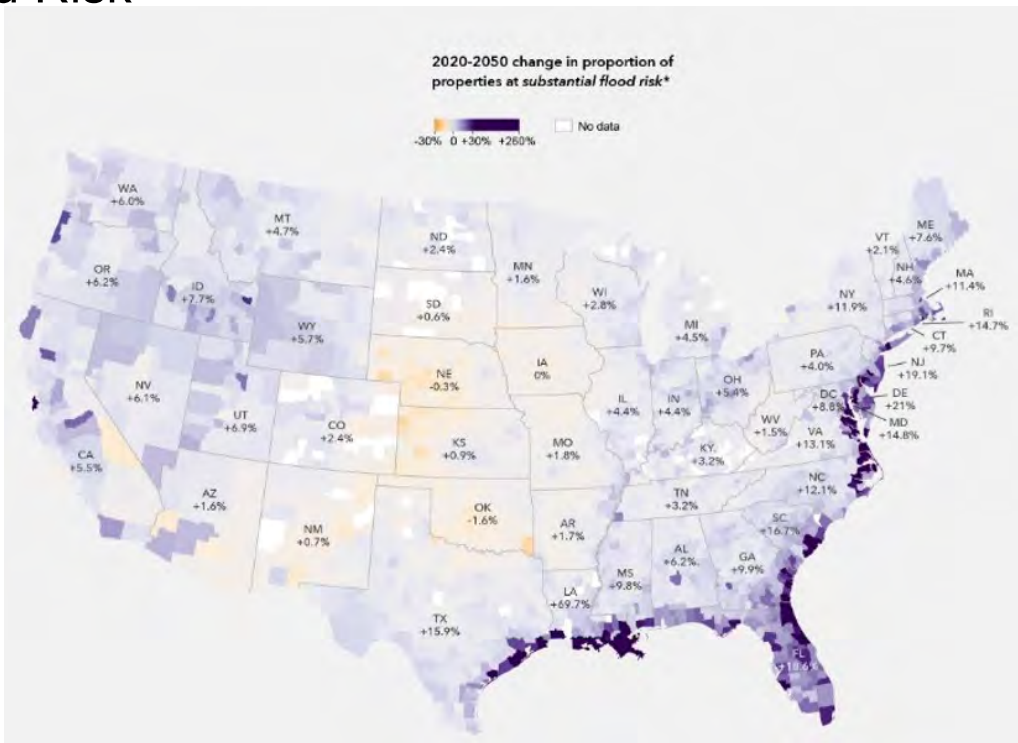 d Risk
2020-2050 change in proportion of
properties at substantial flood risk*
No data
-30% 0 +30% +260%
WA
+6.0%
MT
+4.7%
ND
+2.4%
MN
+1.6%
VT
+2.1%
ME
+7.6%
OR
+6.2%
ID
+7.7%
SD
+0.6%
WI
+2.8%
NH
+4.6%
MA
+11.4%
NY
+11.9%
RI
+14.7%
WY
+5.7%
MI
+4.5%
CT
+9.7%
NE
-0.3%
IA
0%
PA
+4.0%
NJ
+19.1%
NV
+6.1%
UT
+6.9%
CO
+2.4%
IL
+4.4%
IN
+4.4%
OH
+5.4%
DC
+8.8%
DE
+21%
MD
+14.8%
WV
+1.5%
VA
+13.1%
CA
+5.5%
KS
+0.9%
MO
+1.8%
KY.
+3.2%
NC
+12.1%
AZ
+1.6%
NM
+0.7%
OK
-1.6%
AR
+1.7%
TN
+3.2%
SC
+16.7%
MS
+9.8%
AL
+6.2%
GA
+9.9%
LA
+69.7%
TX
+15.9%
FL
+18.6%